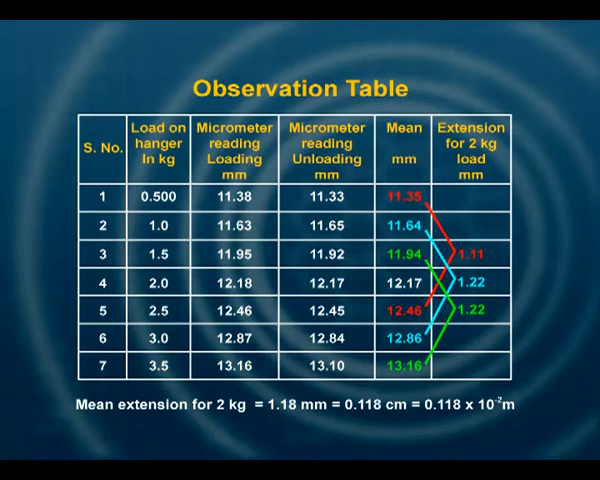 Observation Table
S. No. Load on hanger In kg Micrometer reading Loading mm Micrometer reading Unloading mm Mean mm Extension for 2 kg load mm
1 0.500 11.38 11.33 11.35
2 1.0 11.63 11.65 11.64
3 1.5 11.95 11.92 11.94 1.11
4 2.0 12.18 12.17 12.17 1.22
5 2.5 12.46 12.45 12.46 1.22
6 3.0 12.87 12.84 12.86
7 3.5 13.16 13.10 13.16
Mean extension for 2 kg = 1.18 mm = 0.118 cm = 0.118 x 10⁻²m